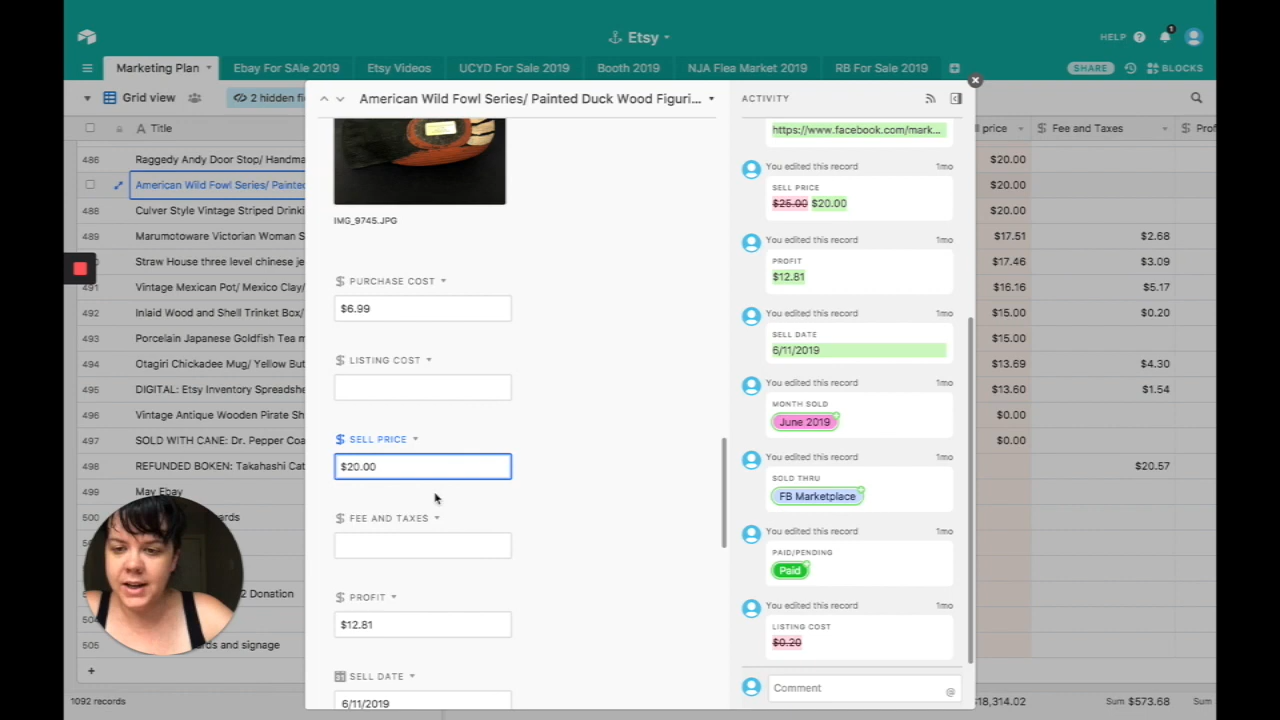 Etsy
HELP
1
SHARE
BLOCKS
Marketing Plan
Ebay For SAle 2019
Etsy Videos
UCYD For Sale 2019
Booth 2019
NJA Flea Market 2019
RB For Sale 2019
Grid view
2 hidden fi
Title
price
Fee and Taxes
Prof
486 Raggedy Andy Door Stop/ Handma $20.00
American Wild Fowl Series/ Painted $20.00
488 Culver Style Vintage Striped Drinki $20.00
489 Marumotoware Victorian Woman S $17.51 $2.68
Straw House three level chinese je $17.46 $3.09
491 Vintage Mexican Pot/ Mexico Clay/ $16.16 $5.17
492 Inlaid Wood and Shell Trinket Box/ $15.00 $0.20
493 Porcelain Japanese Goldfish Tea m $15.00
494 Otagiri Chickadee Mug/ Yellow But $13.69 $4.30
495 DIGITAL: Etsy Inventory Spreadshe $13.60 $1.54
496 Vintage Antique Wooden Pirate Sh $0.00
497 SOLD WITH CANE: Dr. Pepper Coa $0.00
498 REFUNDED BOKEN: Takahashi Cat $20.57
499 May Ebay
500
2 Donation
505
1092 records
18,314.02
Sum $573.68
Sum
American Wild Fowl Series/ Painted Duck Wood Figuri...
IMG_9745.JPG
PURCHASE COST
$6.99
LISTING COST
SELL PRICE
$20.00
FEE AND TAXES
PROFIT
$12.81
SELL DATE
6/11/2019
ACTIVITY
https://www.facebook.com/mark...
You edited this record 1mo
SELL PRICE
$25.00 $20.00
You edited this record 1mo
PROFIT
$12.81
You edited this record 1mo
SELL DATE
6/11/2019
You edited this record 1mo
MONTH SOLD
June 2019
You edited this record 1mo
SOLD THRU
FB Marketplace
You edited this record 1mo
PAID/PENDING
Paid
You edited this record 1mo
LISTING COST
$0.20
Comment
@